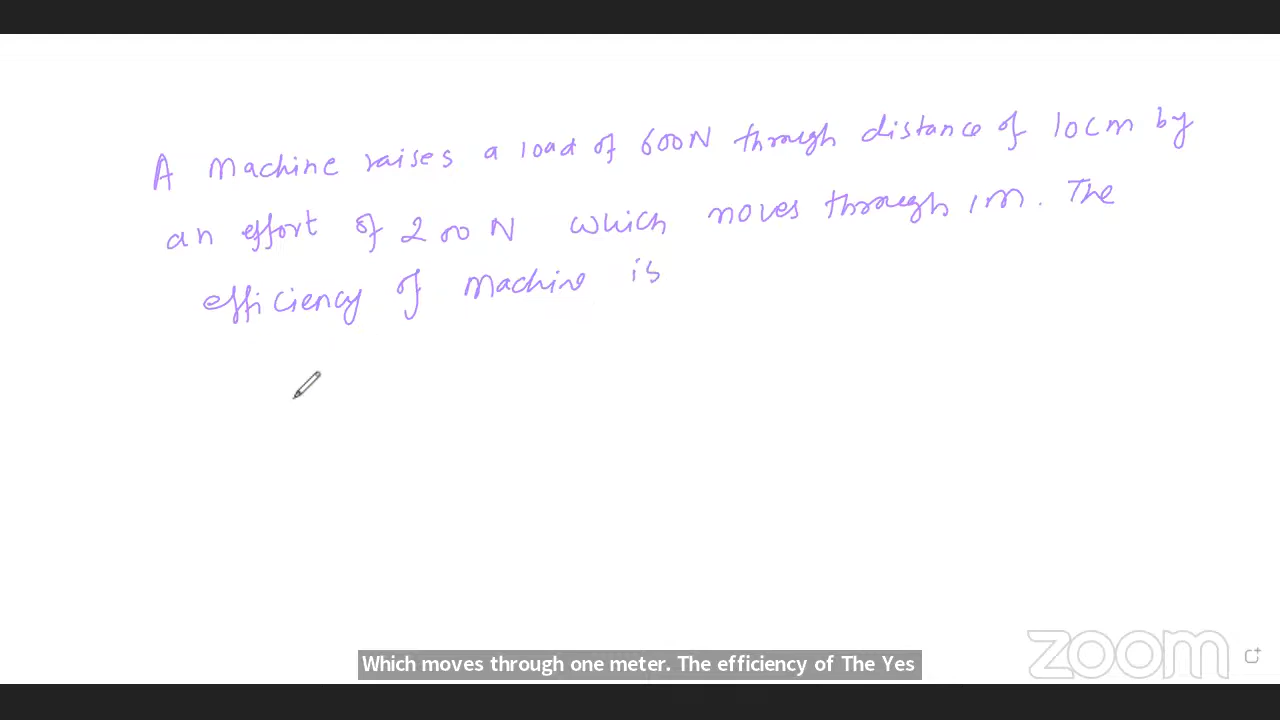 A Machine raises a load of 600N through distance of 10cm by
an effort of 200 N which moves through 1m. The
efficiency of Machine is
zoom
Which moves through one meter. The efficiency of The Yes